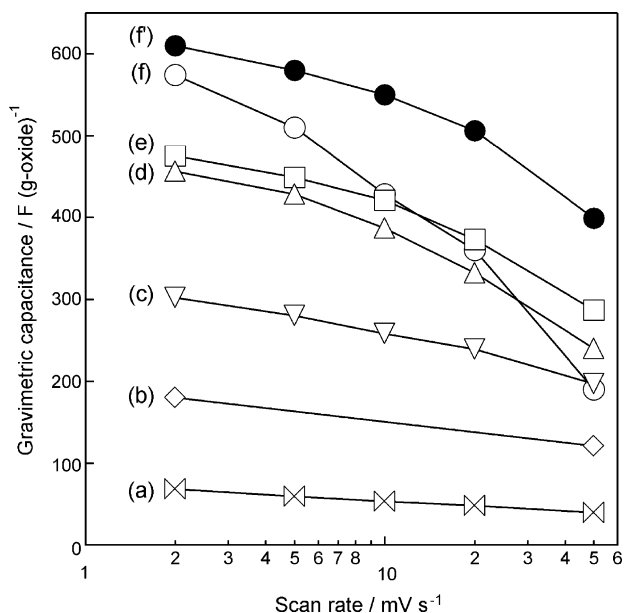 (f')
600
(f)
500
(e)
(d)
400
(c)
300
(b)
200
100
(a)
0
Gravimetric capacitance / F (g-oxide)-1
1 2 3 4 5 6 7 8 10 2 3 4 5 6
Scan rate / mV s-1